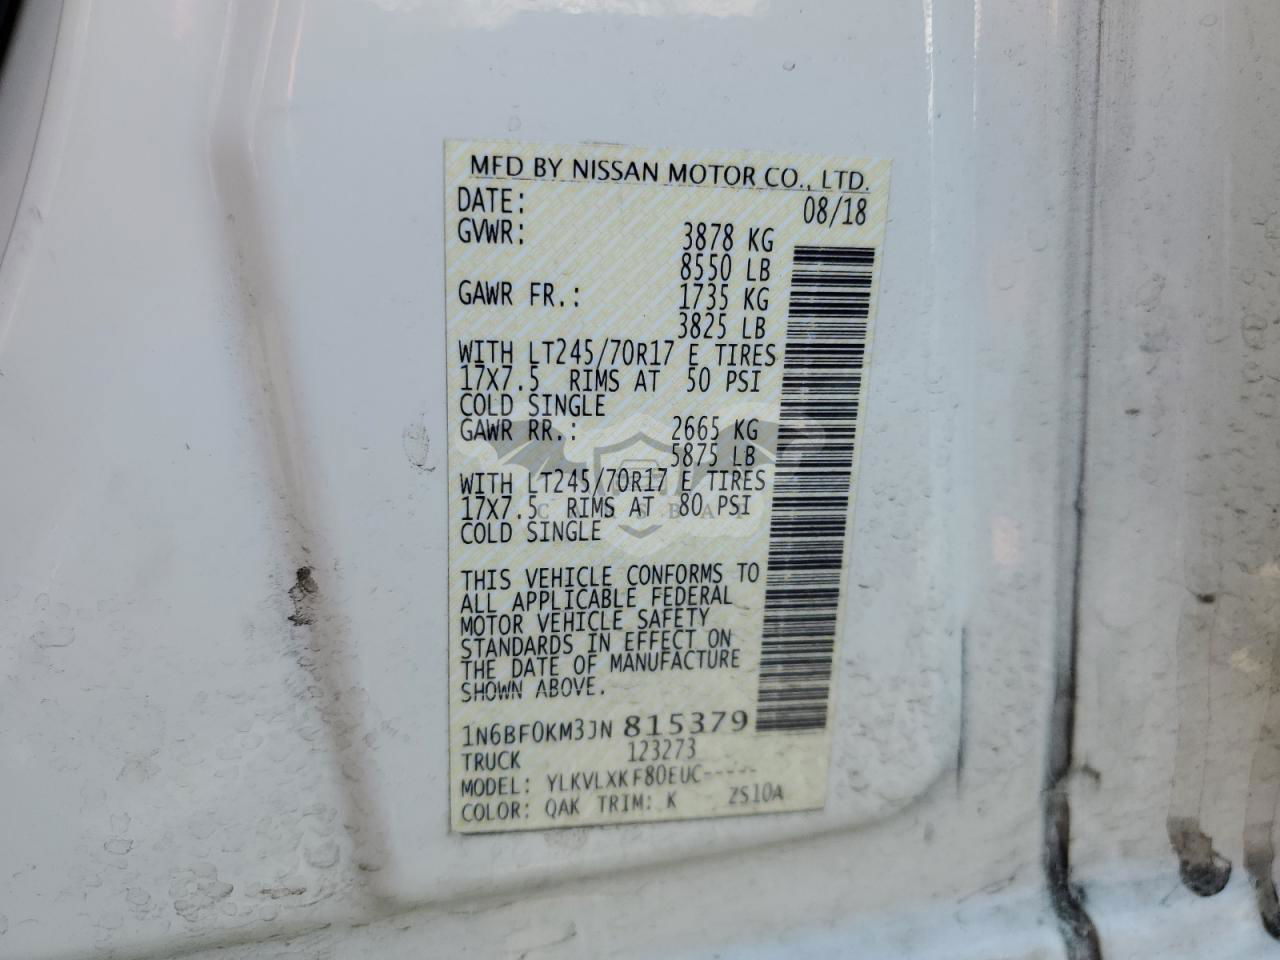 MFD BY NISSAN MOTOR CO., LTD.
DATE: 08/18
GVWR: 3878 KG
8550 LB
GAWR FR.: 1735 KG
3825 LB
WITH LT245/70R17 E TIRES
17X7.5 RIMS AT 50 PSI
COLD SINGLE
GAWR RR.: 2665 KG
5875 LB
WITH LT245/70R17 E TIRES
17X7.5 RIMS AT 80 PSI
COLD SINGLE
THIS VEHICLE CONFORMS TO
ALL APPLICABLE FEDERAL
MOTOR VEHICLE SAFETY
STANDARDS IN EFFECT ON
THE DATE OF MANUFACTURE
SHOWN ABOVE.
1N6BF0KM3JN 815379
TRUCK 123273
MODEL: YLKVLXKF80EUC-----
COLOR: QAK TRIM: K ZS10A